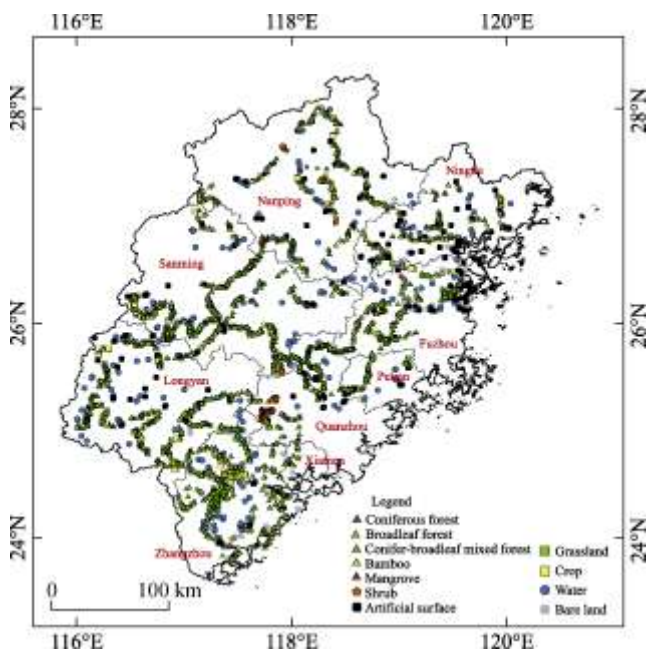 116°E 118°E 120°E
28°N 28°N
Ningde
Nanping
Sanming
26°N 26°N
Fuzhou
Longyan
Putian
Quanzhou
Xiamen
Legend
Coniferous forest
Broadleaf forest
Conifer-broadleaf mixed forest
Bamboo
Mangrove
Shrub
Artificial surface
Grassland
Crop
Water
Bare land
24°N 24°N
Zhangzhou
0 100 km
116°E 118°E 120°E